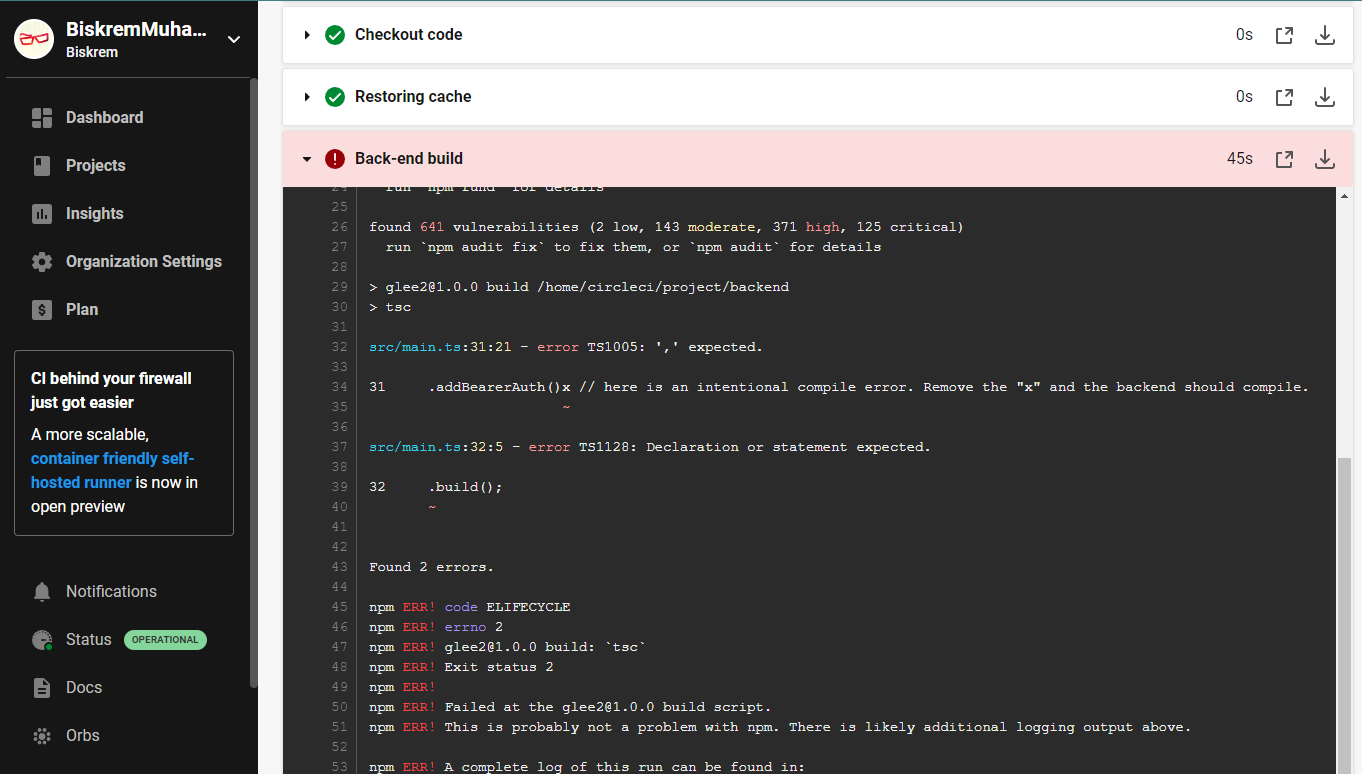 BiskremMuha...
Biskrem
Dashboard
Projects
Insights
Organization Settings
Plan
CI behind your firewall
just got easier
A more scalable,
container friendly self-
hosted runner is now in
open preview
Notifications
Status OPERATIONAL
Docs
Orbs
Checkout code 0s
Restoring cache 0s
Back-end build 45s
24 run `npm fund` for details
25
26 found 641 vulnerabilities (2 low, 143 moderate, 371 high, 125 critical)
27 run `npm audit fix` to fix them, or `npm audit` for details
28
29 > glee2@1.0.0 build /home/circleci/project/backend
30 > tsc
31
32 src/main.ts:31:21 - error TS1005: ',' expected.
33
34 31 .addBearerAuth()x // here is an intentional compile error. Remove the "x" and the backend should compile.
35 ~
36
37 src/main.ts:32:5 - error TS1128: Declaration or statement expected.
38
39 32 .build();
40 ~
41
42
43 Found 2 errors.
44
45 npm ERR! code ELIFECYCLE
46 npm ERR! errno 2
47 npm ERR! glee2@1.0.0 build: `tsc`
48 npm ERR! Exit status 2
49 npm ERR!
50 npm ERR! Failed at the glee2@1.0.0 build script.
51 npm ERR! This is probably not a problem with npm. There is likely additional logging output above.
52
53 npm ERR! A complete log of this run can be found in: